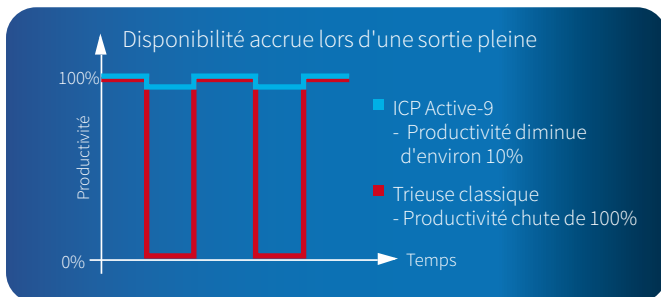 Disponibilité accrue lors d'une sortie pleine
100%
Productivité
0%
Temps
ICP Active-9
- Productivité diminue
d'environ 10%
Trieuse classique
- Productivité chute de 100%